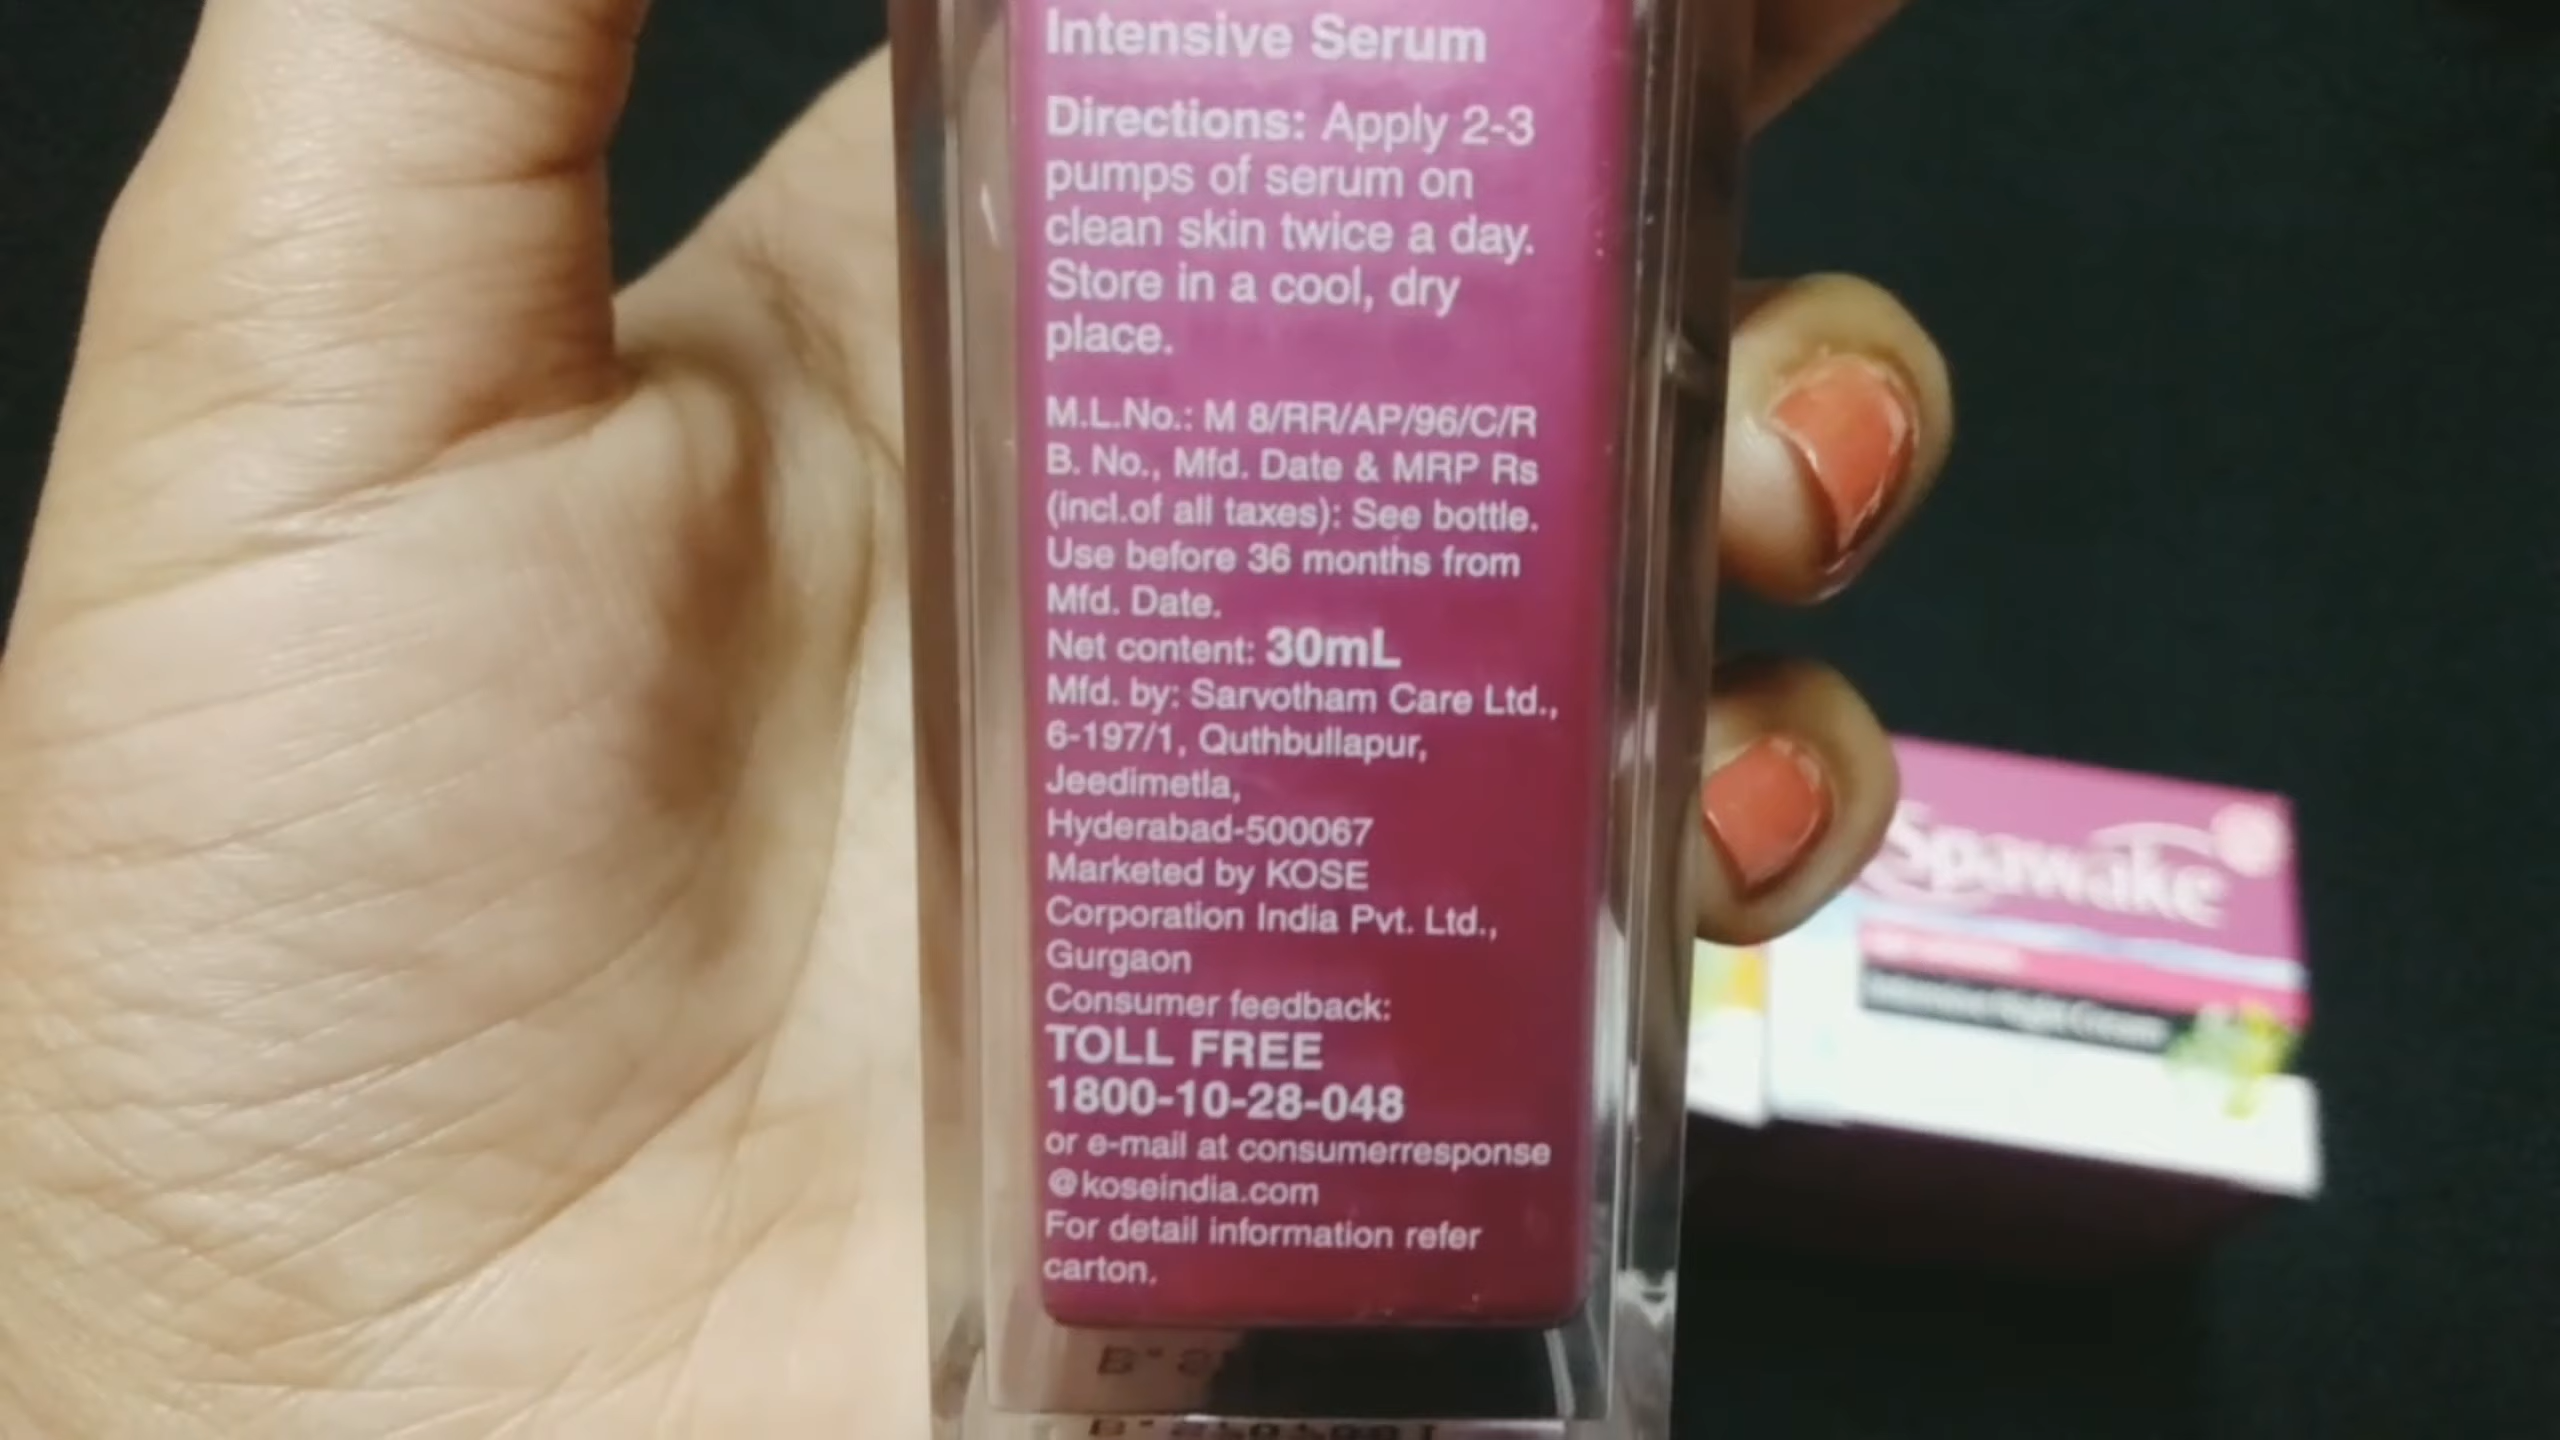 Intensive Serum
Directions: Apply 2-3
pumps of serum on
clean skin twice a day.
Store in a cool, dry
place.
M.L.No.: M 8/RR/AP/96/C/R
B. No., Mfd. Date & MRP Rs
(incl.of all taxes): See bottle.
Use before 36 months from
Mfd. Date.
Net content: 30mL
Mfd. by: Sarvotham Care Ltd.,
6-197/1, Quthbullapur,
Jeedimetla,
Hyderabad-500067
Marketed by KOSE
Corporation India Pvt. Ltd.,
Gurgaon
Consumer feedback:
TOLL FREE
1800-10-28-048
or e-mail at consumerresponse
@koseindia.com
For detail information refer
carton.
Spawake
Intensive Night Cream